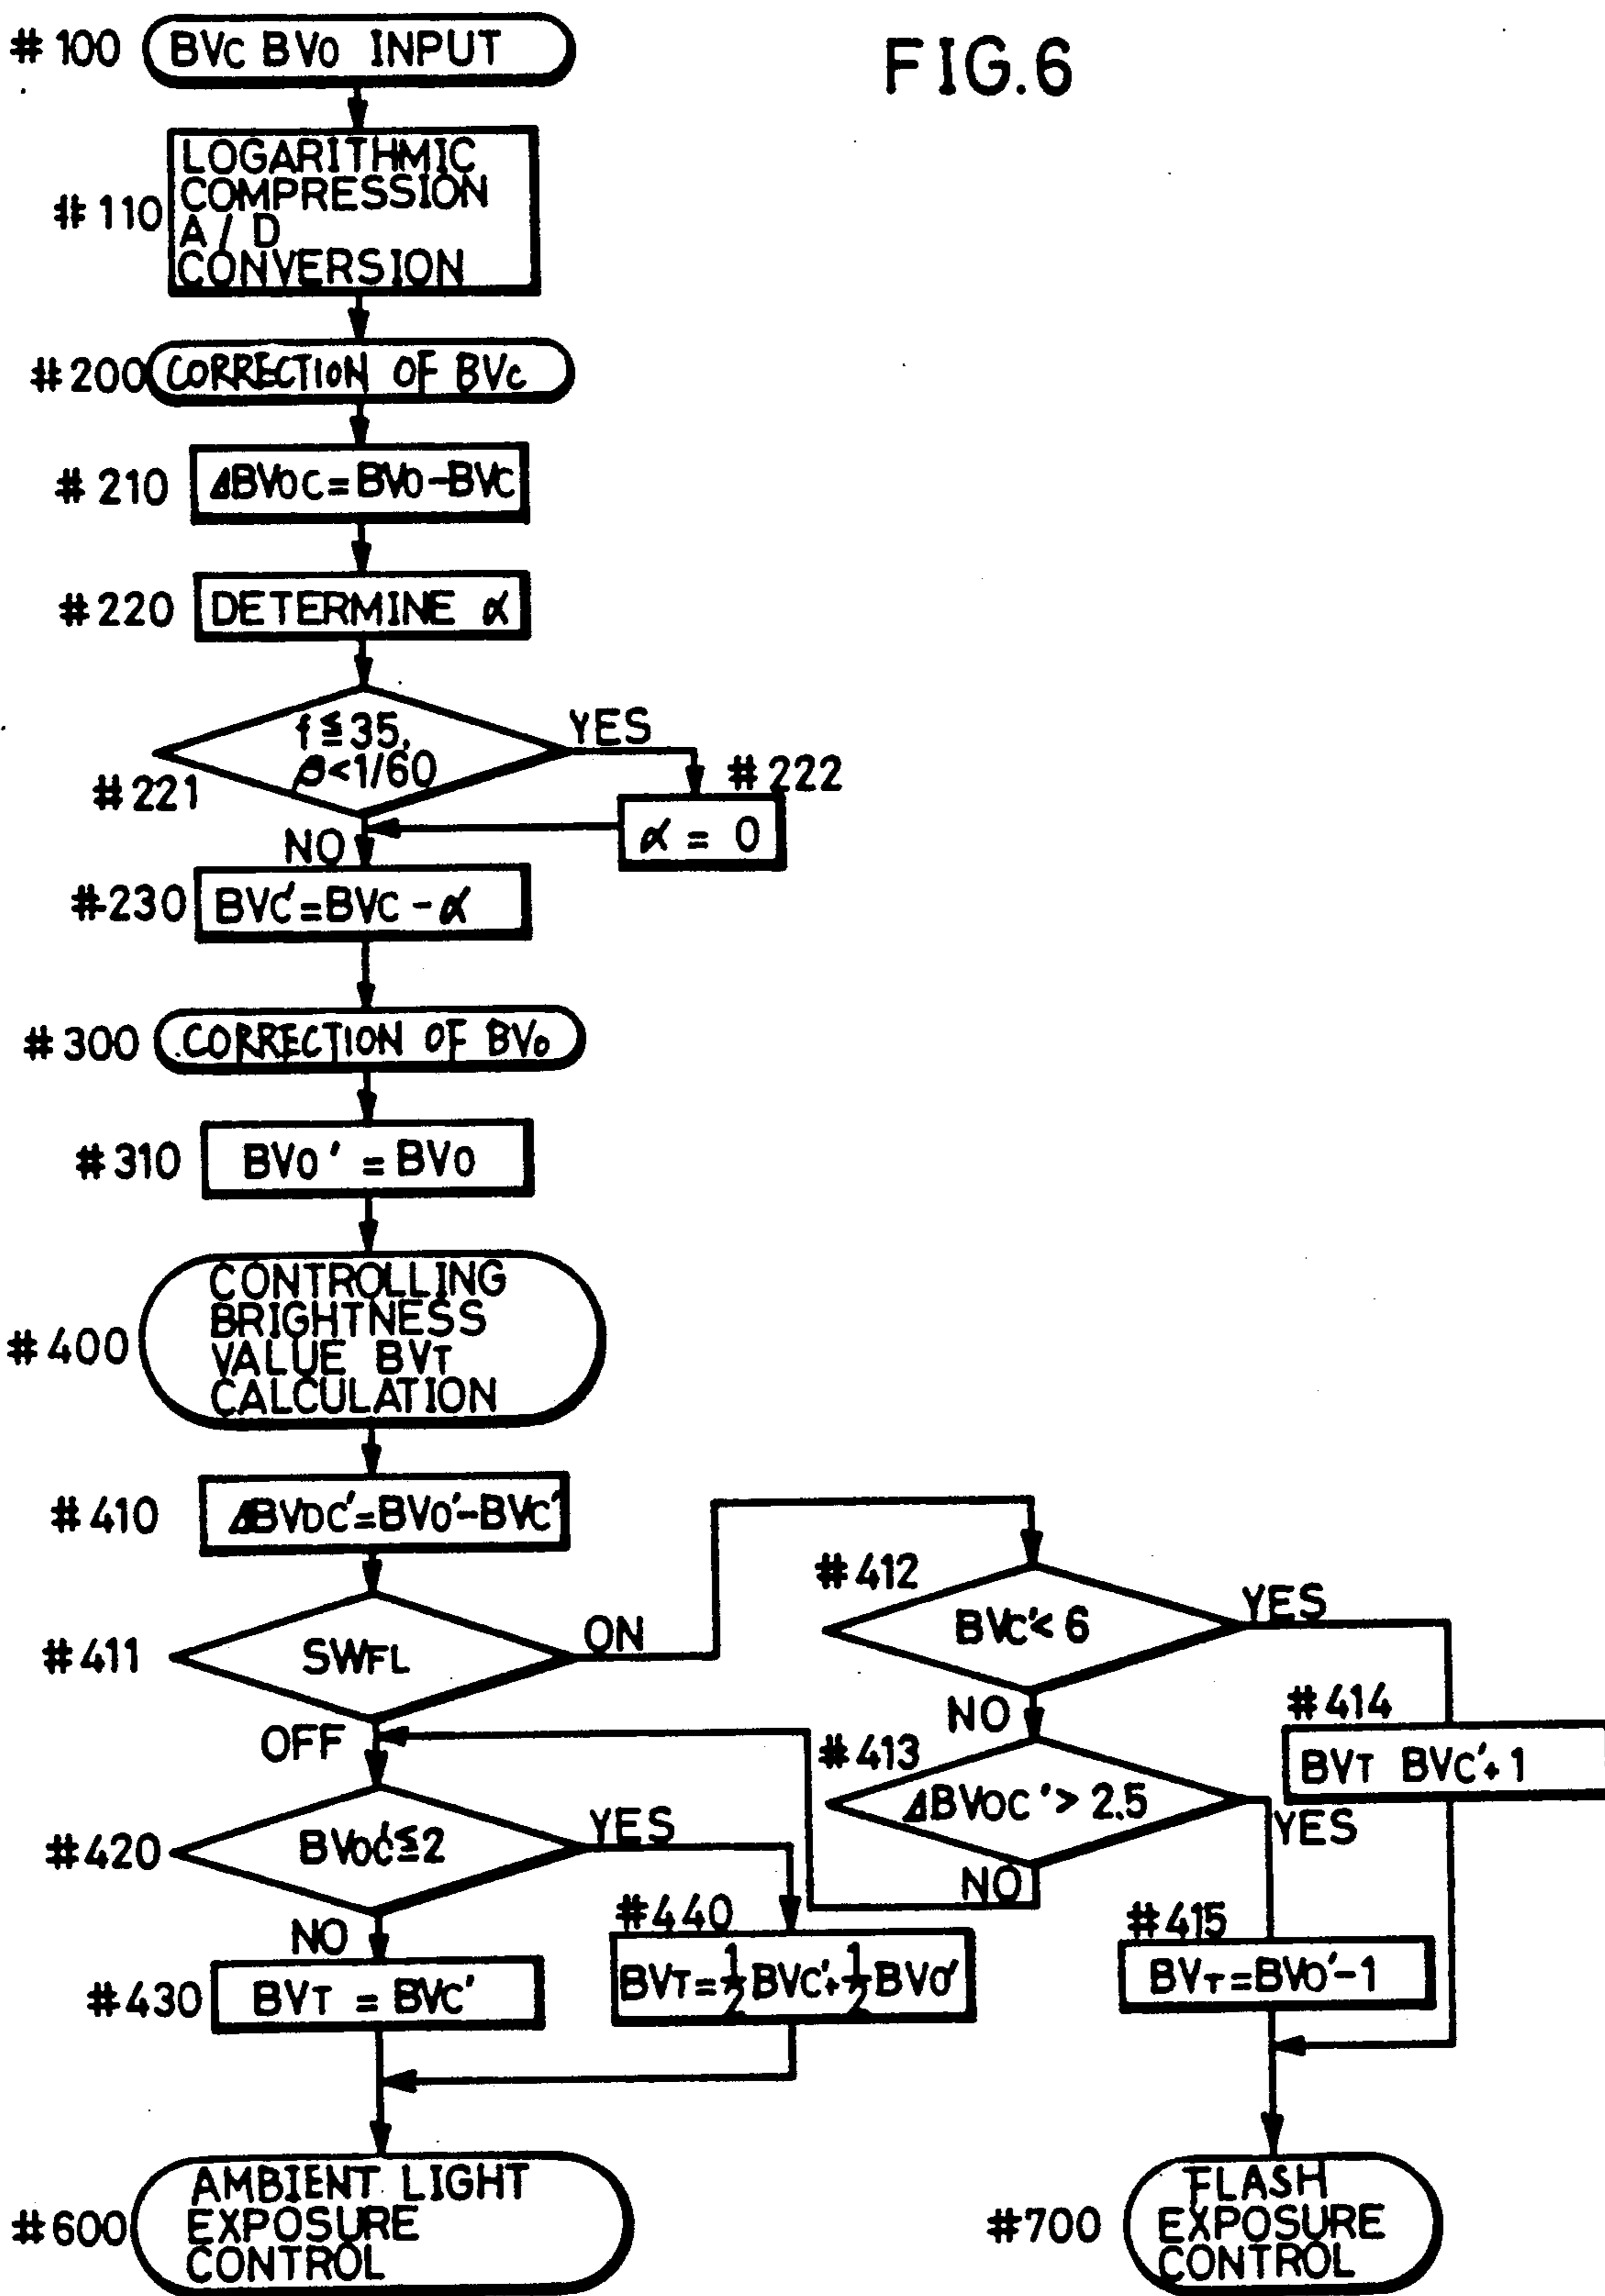 FIG.6
#100 BVC BVO INPUT
#110
LOGARITHMIC
COMPRESSION
A/D
CONVERSION
#200 CORRECTION OF BVC
#210 ΔBVOC=BVO-BVC
#220 DETERMINE α
#221
f≦35,
β<1/60
YES
NO
#222
α = 0
#230 BVC'=BVC-α
#300 CORRECTION OF BVO
#310 BVO' = BVO
#400
CONTROLLING
BRIGHTNESS
VALUE BVT
CALCULATION
#410 ΔBVOC'=BVO'-BVC'
#411 SWFL
ON
OFF
#412
BVC'<6
YES
NO
#413
ΔBVOC'>2.5
YES
NO
#414
BVT BVC'+1
#415
BVT=BVO'-1
#420 BVOC'≦2
YES
NO
#430 BVT = BVC'
#440
BVT=½BVC'+½BVO'
#600
AMBIENT LIGHT
EXPOSURE
CONTROL
#700
FLASH
EXPOSURE
CONTROL